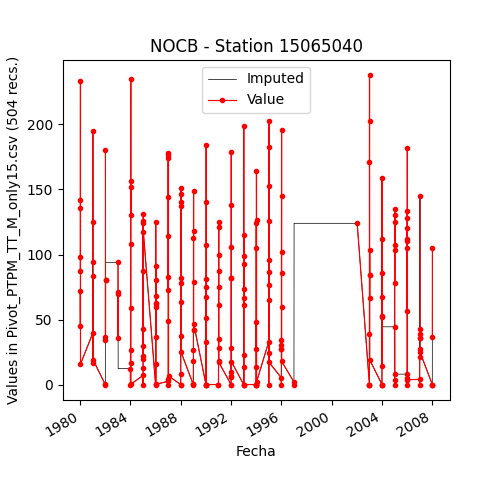 NOCB - Station 15065040
Imputed
Value
Values in Pivot_PTPM_TT_M_only15.csv (504 recs.)
200
150
100
50
0
1980
1984
1988
1992
1996
2000
2004
2008
Fecha